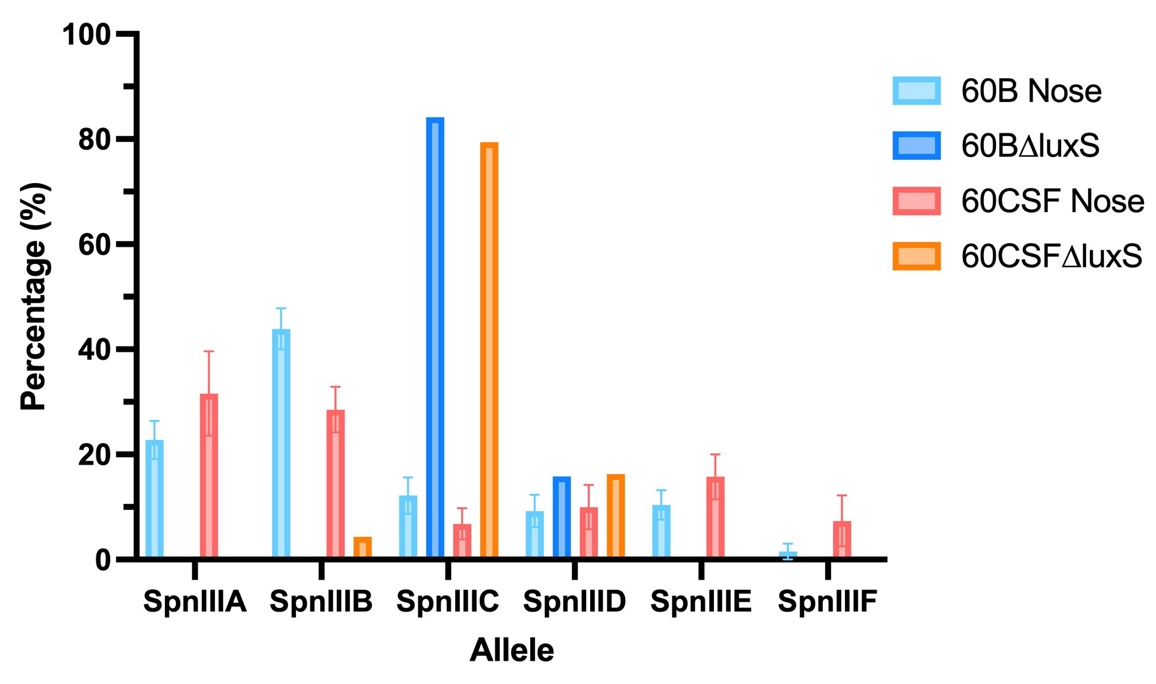 100
80
60
40
20
0
Percentage (%)
SpnIIIA SpnIIIB SpnIIIC SpnIIID SpnIIIE SpnIIIF
Allele
60B Nose
60BΔluxS
60CSF Nose
60CSFΔluxS